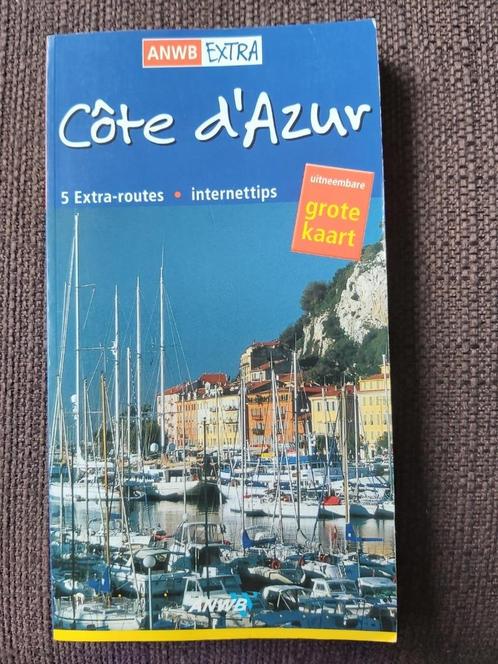 ANWB EXTRA
Côte d'Azur
5 Extra-routes • internettips
uitneembare
grote
kaart
ANWB